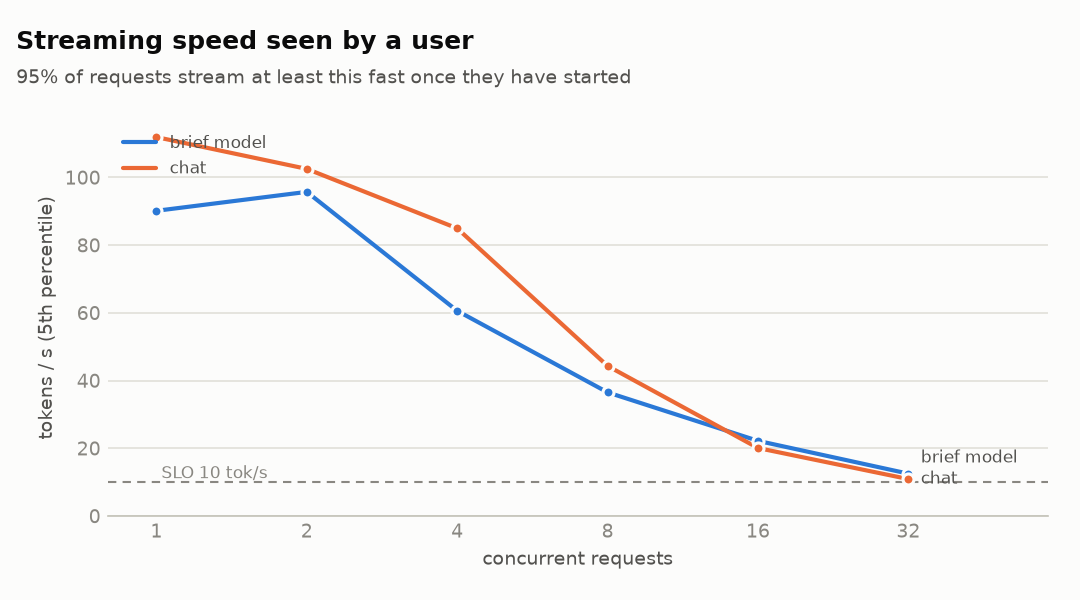 Streaming speed seen by a user
95% of requests stream at least this fast once they have started
brief model
chat
tokens / s (5th percentile)
100
80
60
40
20
0
SLO 10 tok/s
brief model
chat
1 2 4 8 16 32
concurrent requests